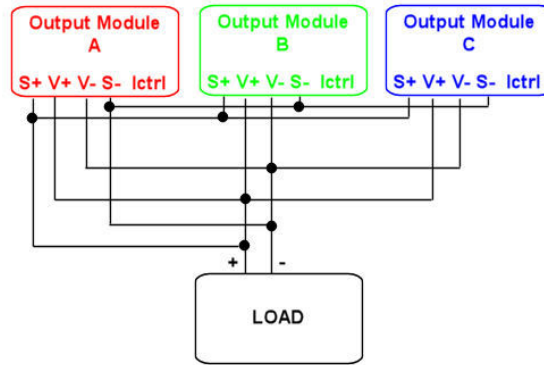 Output Module
A
S+ V+ V- S- Ictrl
Output Module
B
S+ V+ V- S- Ictrl
Output Module
C
S+ V+ V- S- Ictrl
+ -
LOAD